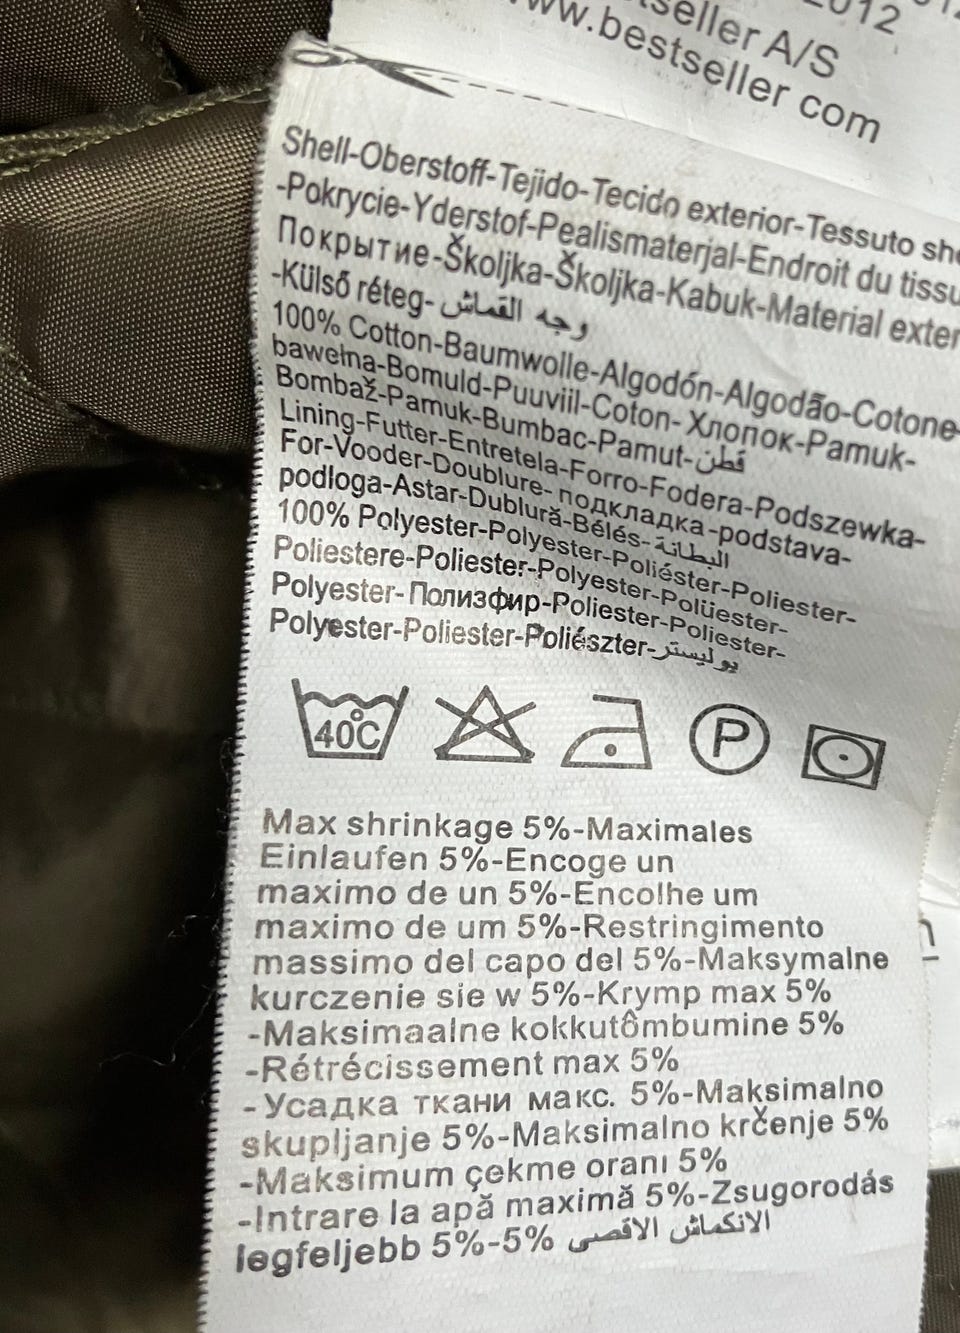 2012
seller A/S
www.bestseller com
Shell-Oberstoff-Tejido-Tecido exterior-Tessuto
-Pokrycie-Yderstof-Pealismaterjal-Endroit du
Покрытие-Školjka-Školjka-Kabuk-Material
-Külső réteg- وجه القماش
100% Cotton-Baumwolle-Algodón-Algodão-Cotone-
bawełna-Bomuld-Puuviil-Coton- Хлопок-Pamuk-
Bombaž-Pamuk-Bumbac-Pamut- قطن
Lining-Futter-Entretela-Forro-Fodera-Podszewka-
For-Vooder-Doublure- подкладка -podstava-
podloga-Astar-Dublură-Bélés- البطانة
100% Polyester-Polyester-Poliéster-Poliester-
Poliestere-Poliester-Polyester-Polüester-
Polyester- Полизфир-Poliester-Poliester-
Polyester-Poliester-Poliészter- يوليستر
40C
P
Max shrinkage 5%-Maximales
Einlaufen 5%-Encoge un
maximo de un 5%-Encolhe um
maximo de um 5%-Restringimento
massimo del capo del 5%-Maksymalne
kurczenie sie w 5%-Krymp max 5%
-Maksimaalne kokkutômbumine 5%
-Rétrécissement max 5%
- Усадка ткани макс. 5%-Maksimalno
skupljanje 5%-Maksimalno krčenje 5%
-Maksimum çekme oranı 5%
-Intrare la apă maximă 5%-Zsugorodás
legfeljebb 5%-5% الانكماش الاقصى